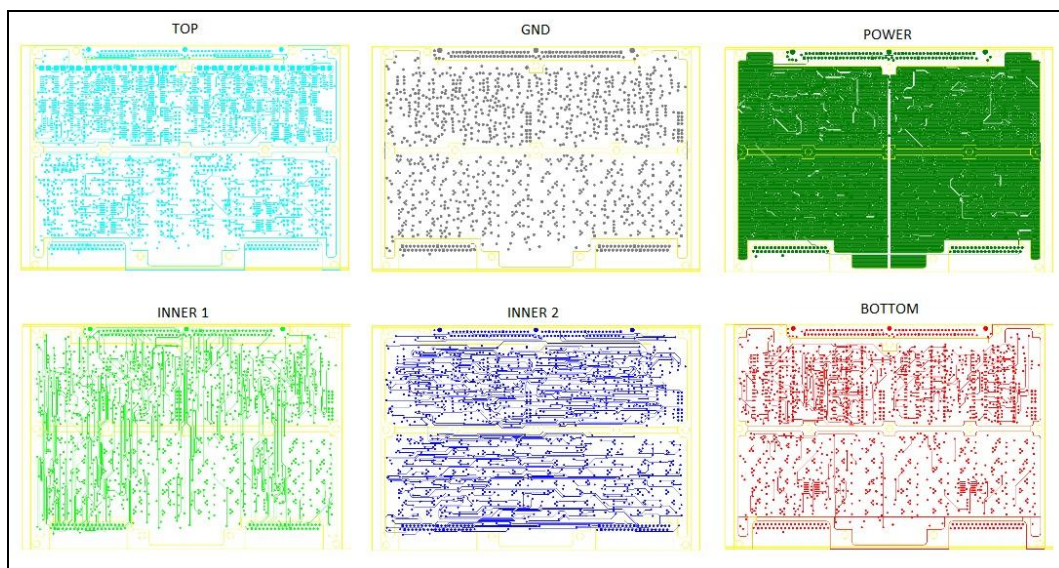 TOP
GND
POWER
INNER 1
INNER 2
BOTTOM